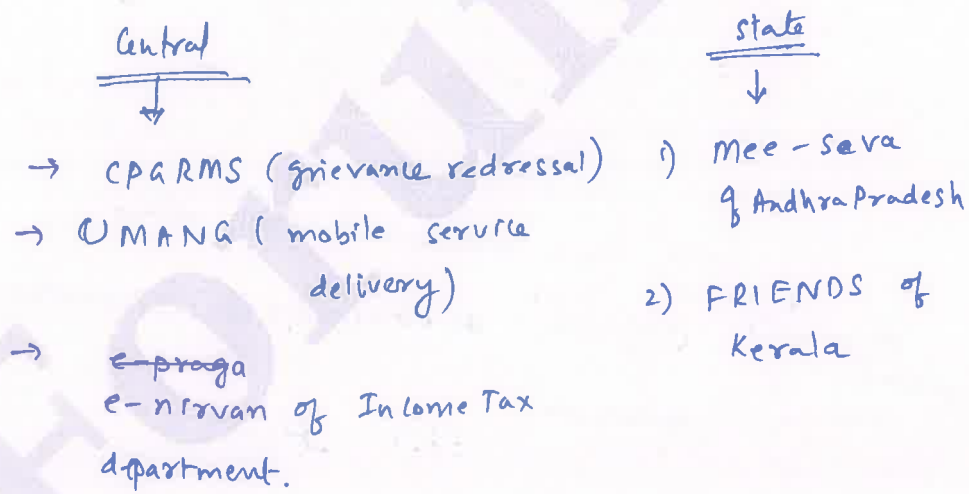 Central
→ CPGRMS (grievance redressal)
→ UMANG ( mobile service
delivery)
→ e-praga
e-nirvan of Income Tax
department.
state
1) Mee-Seva
of Andhra Pradesh
2) FRIENDS of
Kerala
Forum